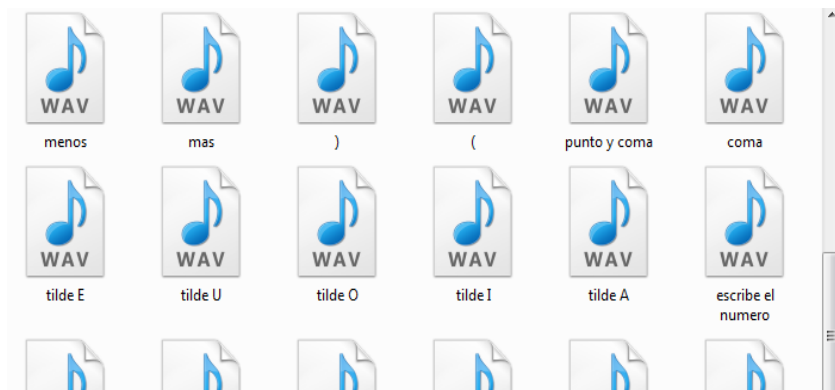 WAV WAV WAV WAV WAV WAV
menos mas ) ( punto y coma coma
WAV WAV WAV WAV WAV WAV
tilde E tilde U tilde O tilde I tilde A escribe el
numero